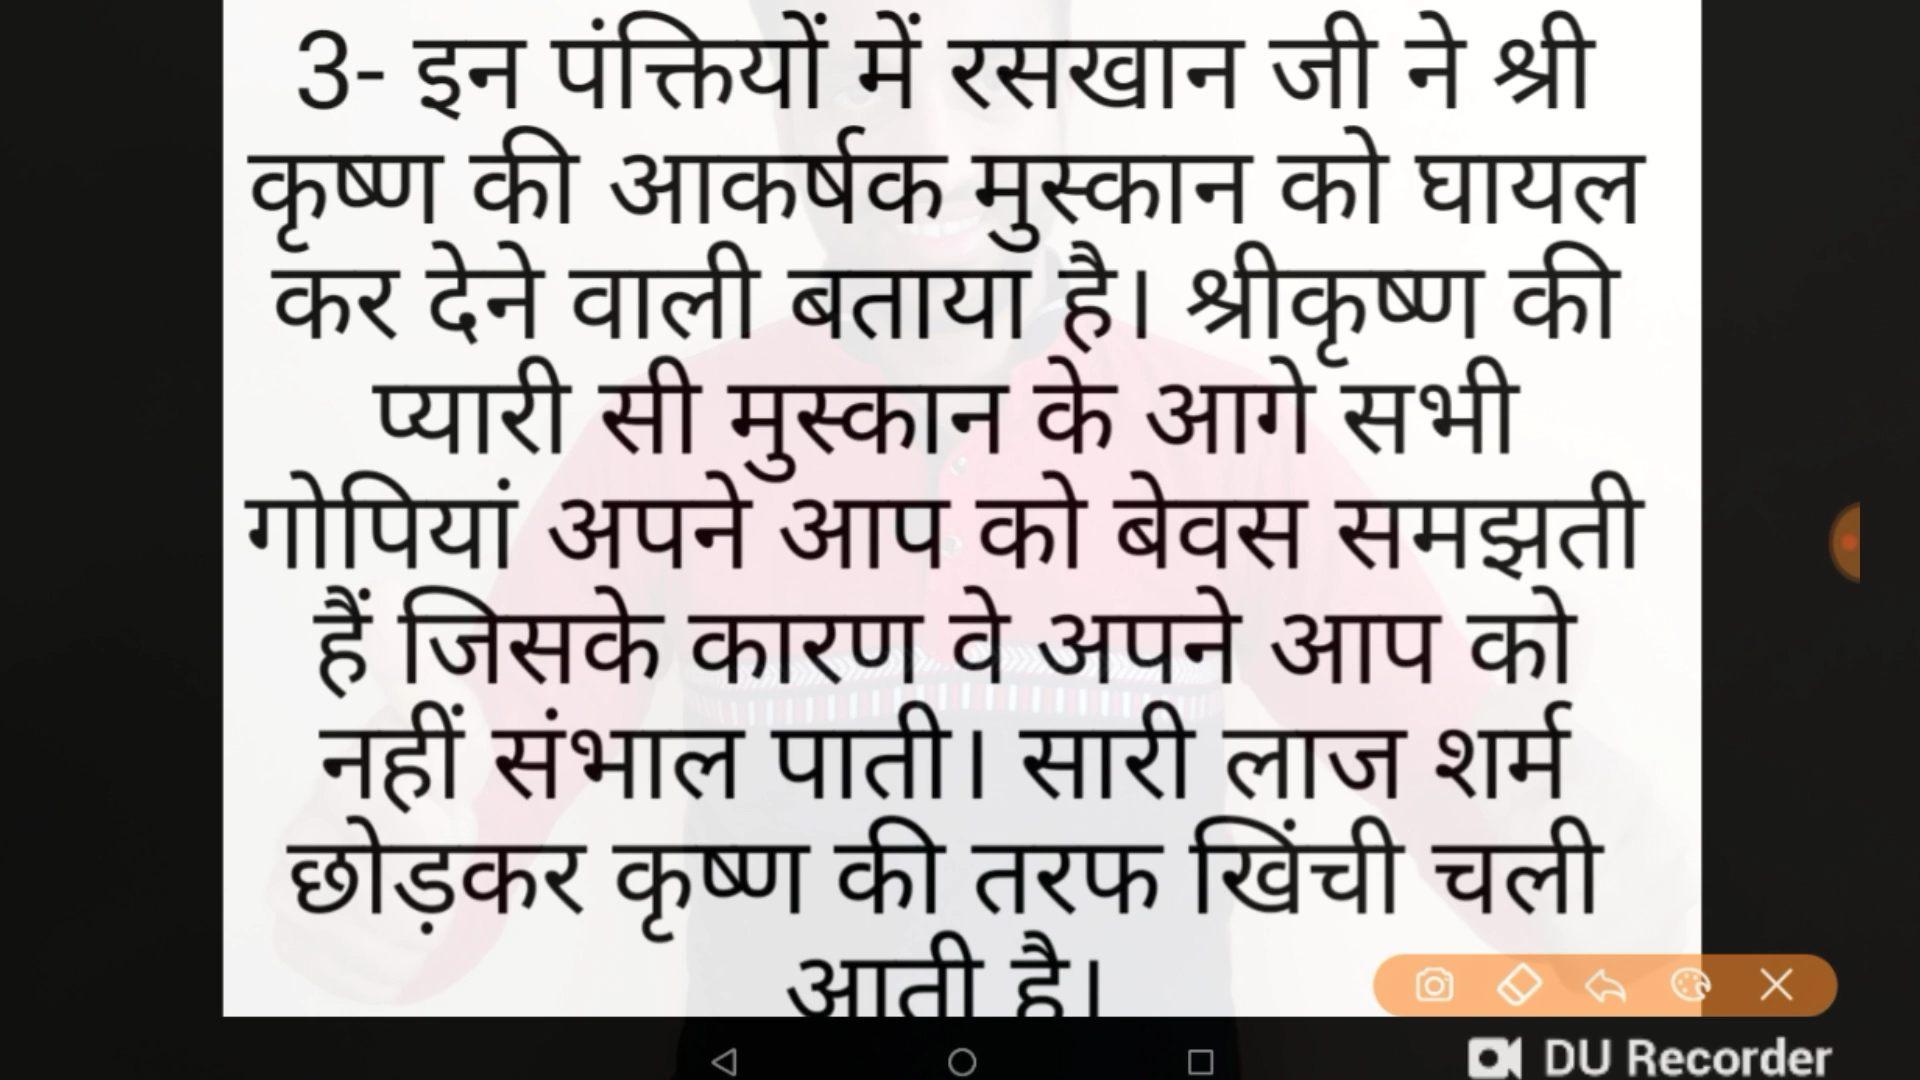 3- इन पंक्तियों में रसखान जी ने श्री
कृष्ण की आकर्षक मुस्कान को घायल
कर देने वाली बताया है। श्रीकृष्ण की
प्यारी सी मुस्कान के आगे सभी
गोपियां अपने आप को बेवस समझती
हैं जिसके कारण वे अपने आप को
नहीं संभाल पाती। सारी लाज शर्म
छोड़कर कृष्ण की तरफ खिंची चली
आती है।
DU Recorder